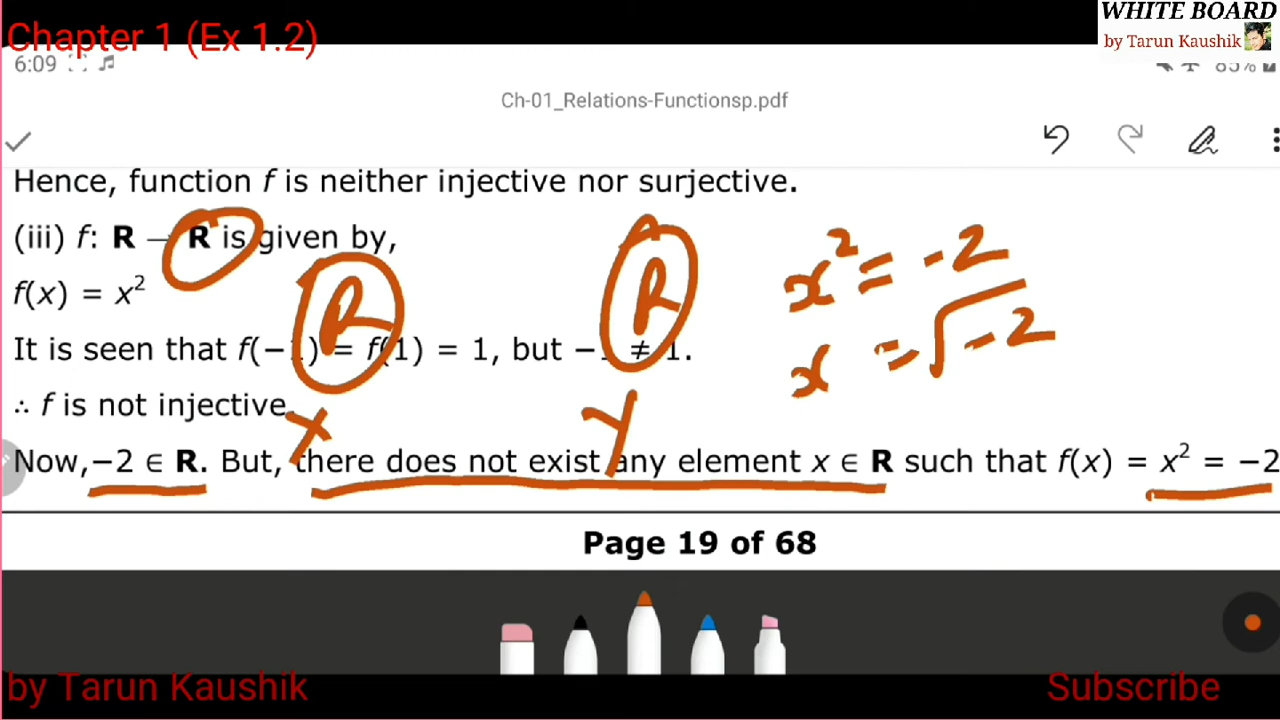 Chapter 1 (Ex 1.2)
WHITE BOARD
by Tarun Kaushik
6:09
85%
Ch-01_Relations-Functionsp.pdf
Hence, function f is neither injective nor surjective.
(iii) f: R → R is given by,
f(x) = x²
It is seen that f(−1) = f(1) = 1, but −1 ≠ 1.
∴ f is not injective.
Now,−2 ∈ R. But, there does not exist any element x ∈ R such that f(x) = x² = −2
R
R
X
Y
x² = -2
x = √-2
Page 19 of 68
by Tarun Kaushik
Subscribe